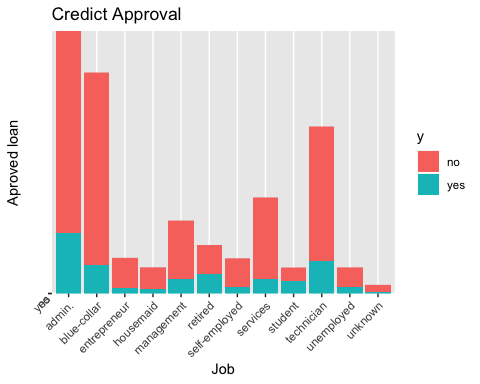 Credict Approval
Aproved loan
y
no
yes
admin.
blue-collar
entrepreneur
housemaid
management
retired
self-employed
services
student
technician
unemployed
unknown
Job